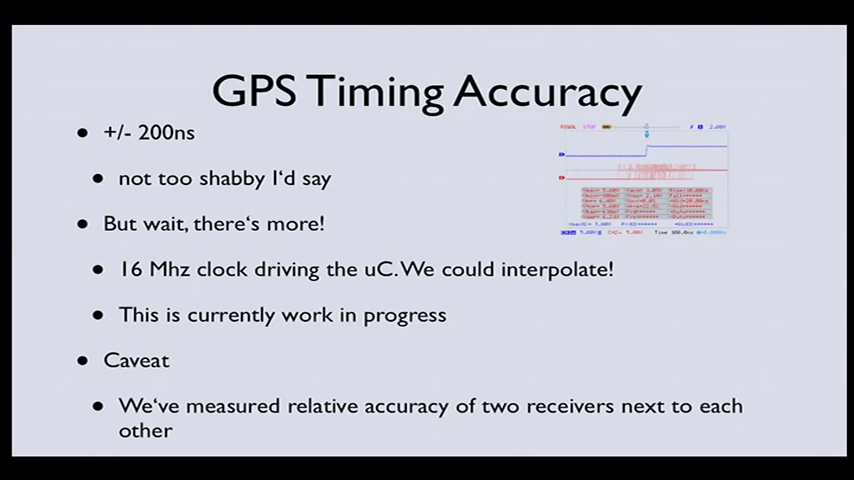 GPS Timing Accuracy
+/- 200ns
not too shabby I'd say
But wait, there's more!
16 Mhz clock driving the uC. We could interpolate!
This is currently work in progress
Caveat
We've measured relative accuracy of two receivers next to each
other
RIGOL STOP